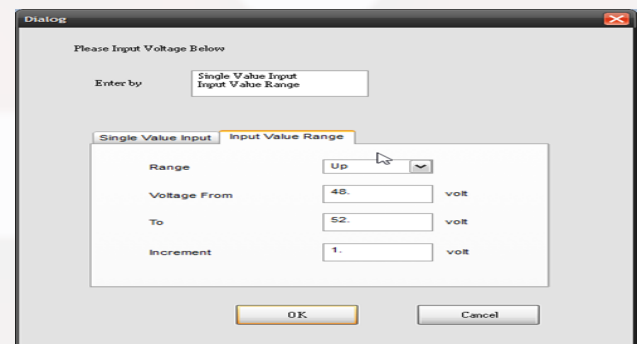 Dialog
Please Input Voltage Below
Enter by
Single Value Input
Input Value Range
Single Value Input Input Value Range
Range Up
Voltage From 48. volt
To 52. volt
Increment 1. volt
OK Cancel